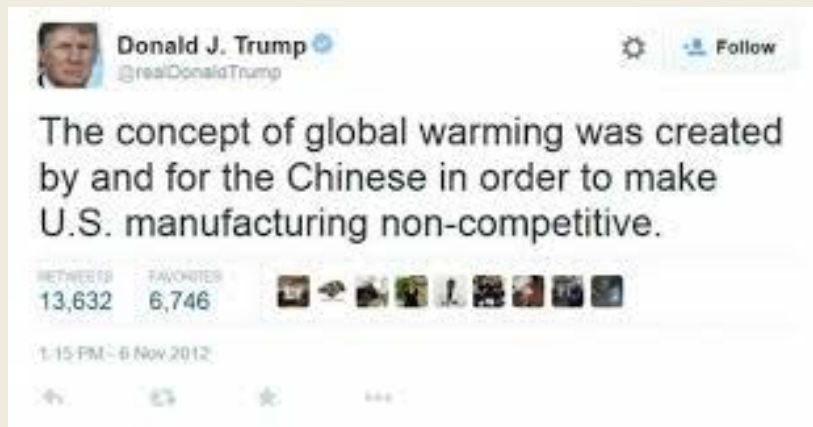 Donald J. Trump
Follow
@realDonaldTrump
The concept of global warming was created
by and for the Chinese in order to make
U.S. manufacturing non-competitive.
RETWEETS FAVORITES
13,632 6,746
1:15 PM - 6 Nov 2012